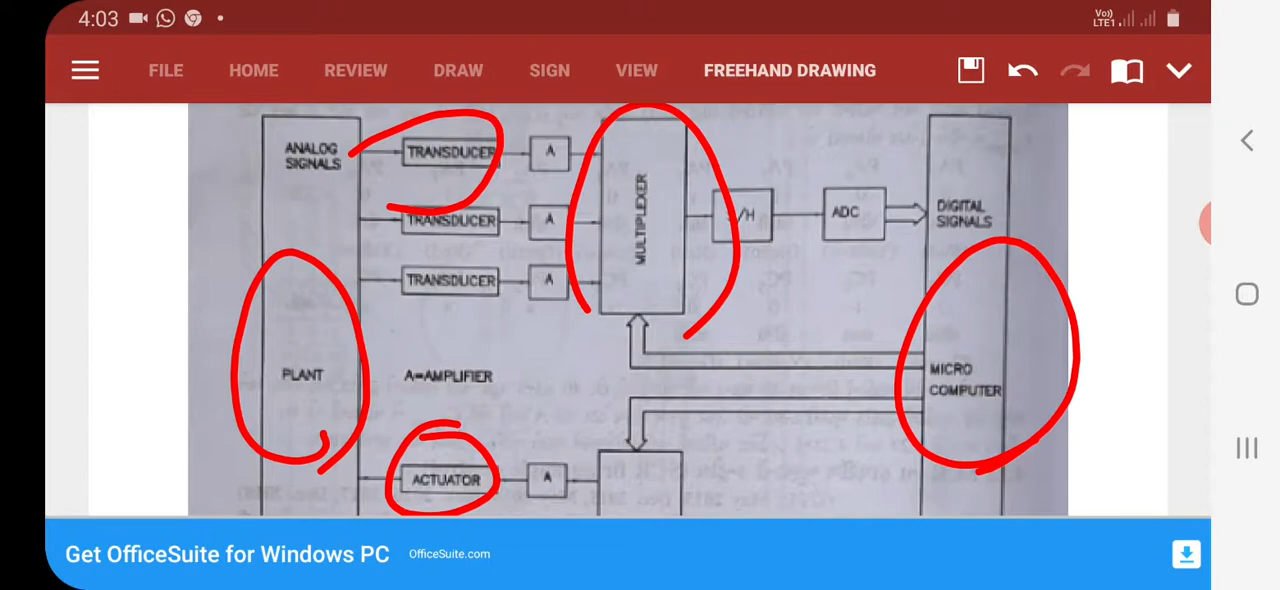 4:03
Vo))
LTE1
FILE HOME REVIEW DRAW SIGN VIEW FREEHAND DRAWING
ANALOG
SIGNALS
TRANSDUCER A
TRANSDUCER A
TRANSDUCER A
MULTIPLEXER
/H
ADC
DIGITAL
SIGNALS
PLANT
A=AMPLIFIER
MICRO
COMPUTER
ACTUATOR A
Get OfficeSuite for Windows PC OfficeSuite.com